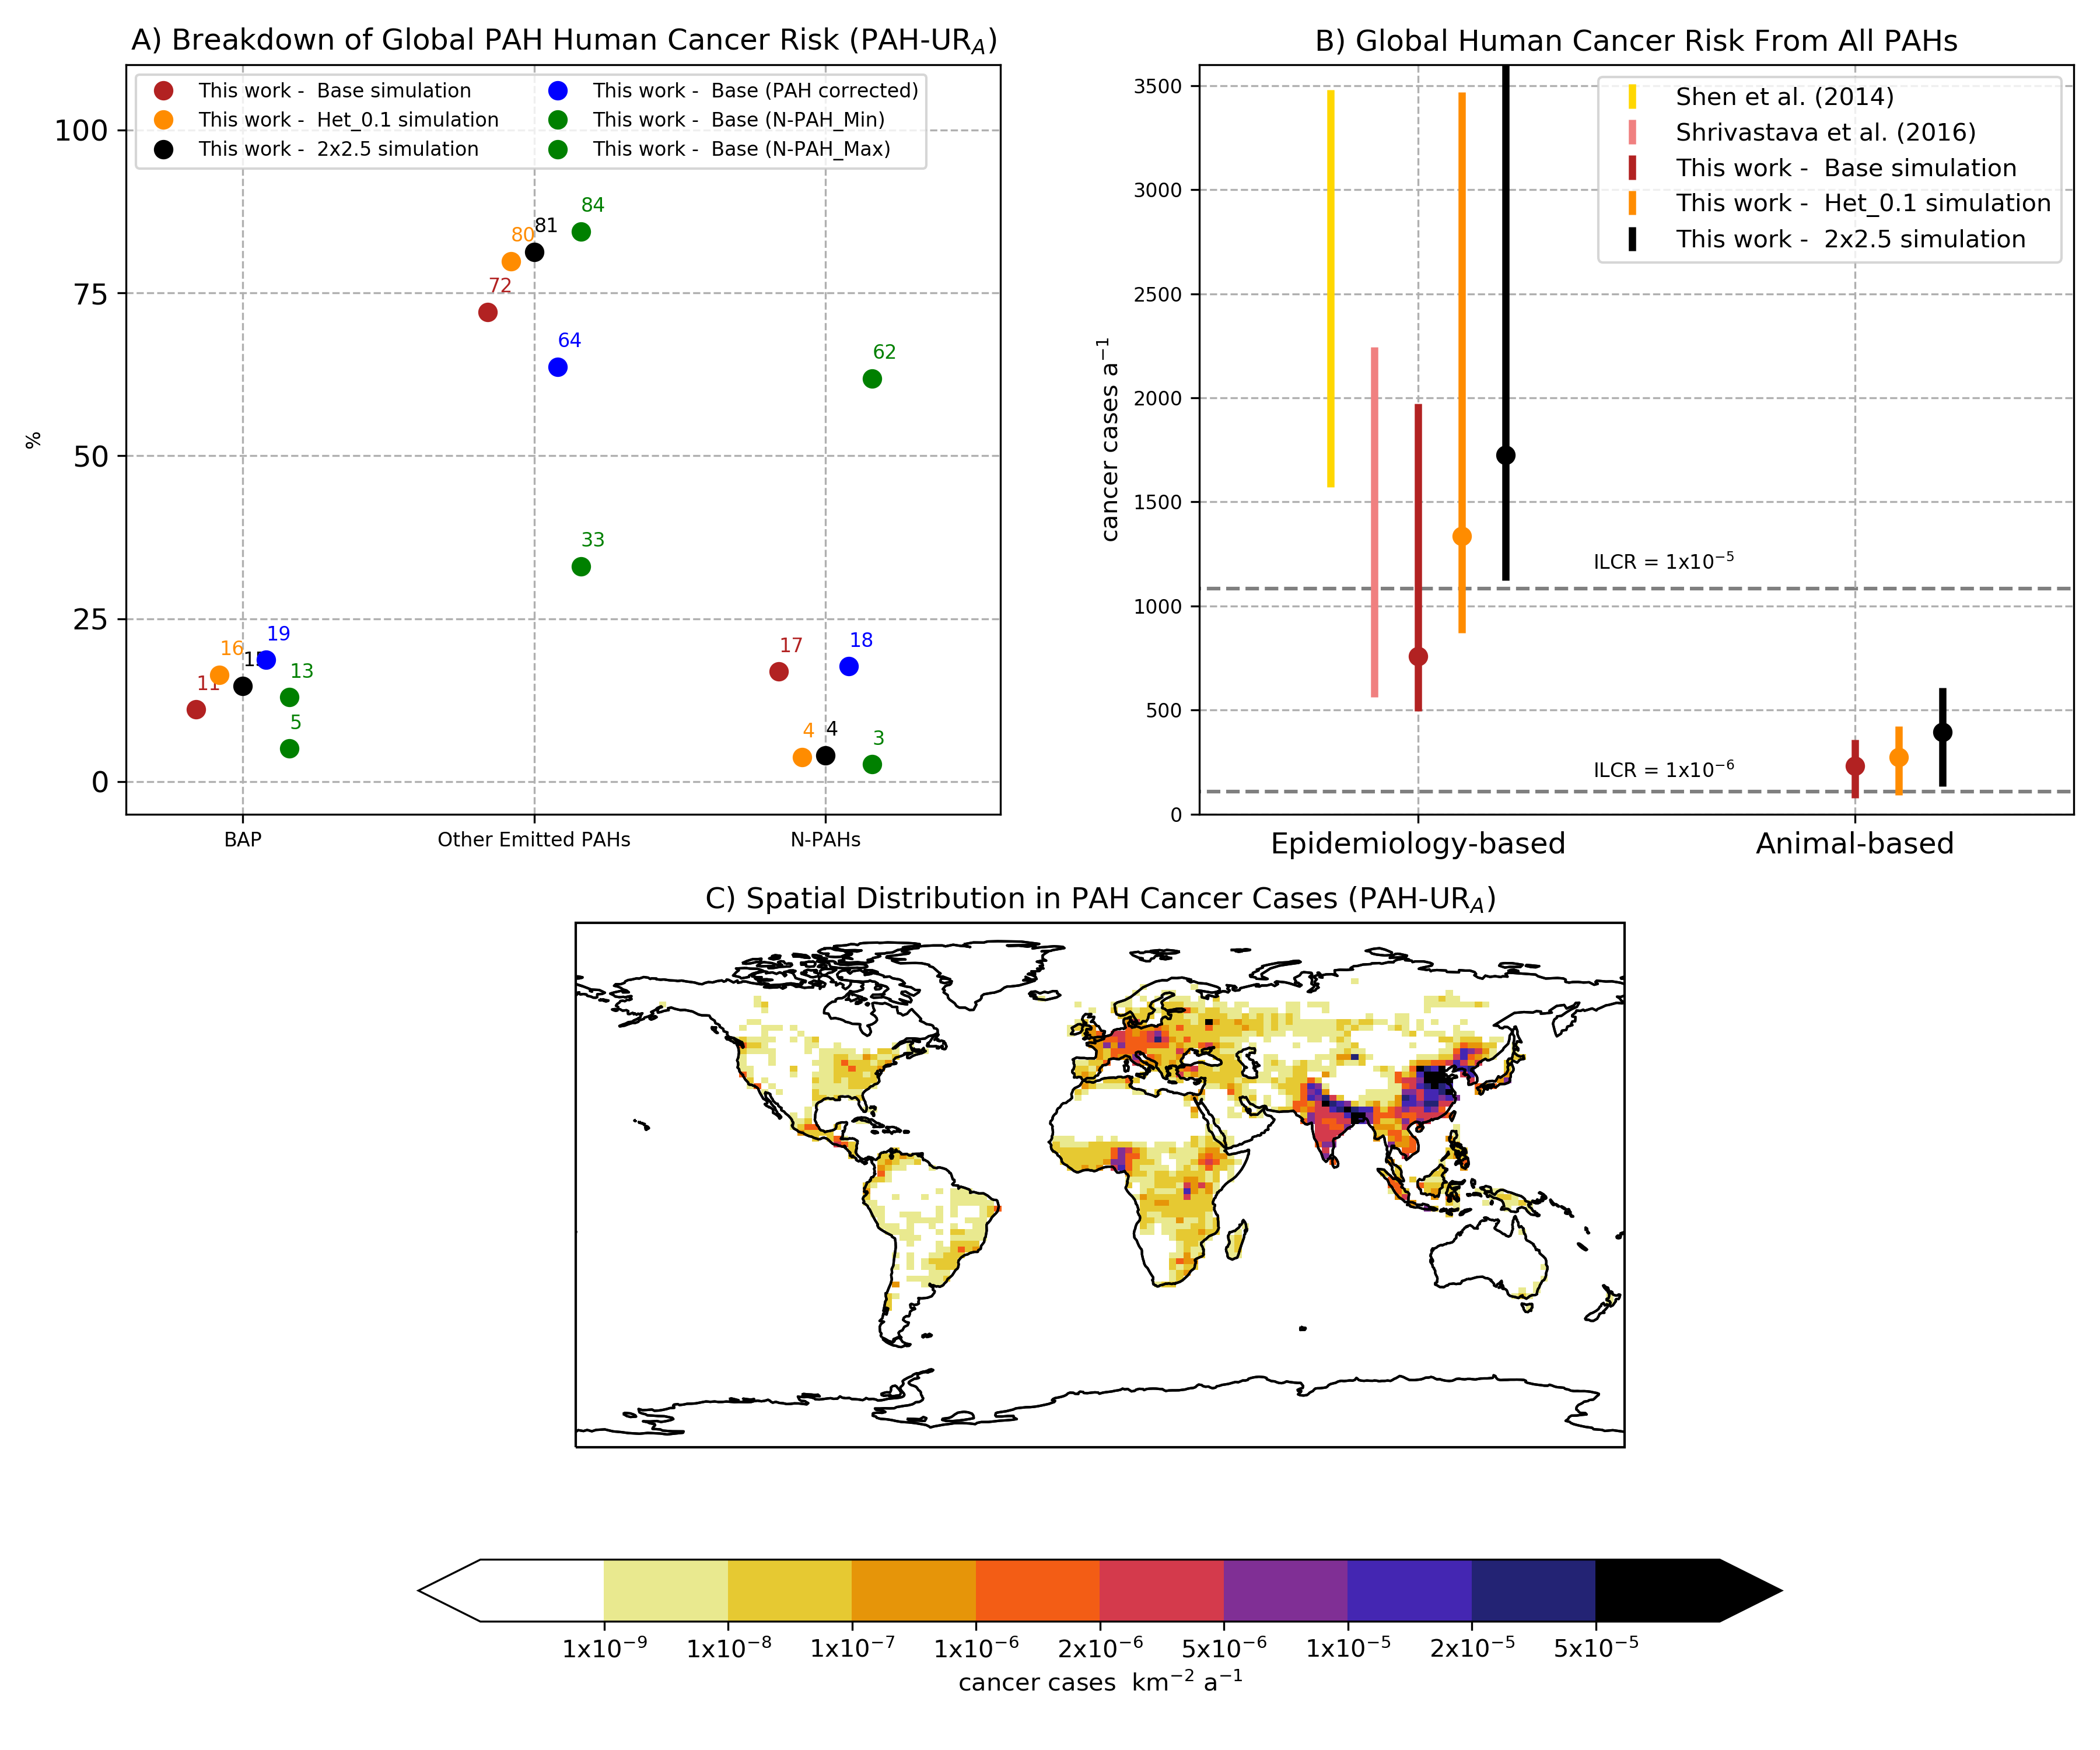 A) Breakdown of Global PAH Human Cancer Risk (PAH-UR_A)
This work - Base simulation
This work - Het_0.1 simulation
This work - 2x2.5 simulation
This work - Base (PAH corrected)
This work - Base (N-PAH_Min)
This work - Base (N-PAH_Max)
%
100
75
50
25
0
84
81
80
72
64
62
33
19
16
13
11
5
17
18
4
4
3
BAP
Other Emitted PAHs
N-PAHs
B) Global Human Cancer Risk From All PAHs
Shen et al. (2014)
Shrivastava et al. (2016)
This work - Base simulation
This work - Het_0.1 simulation
This work - 2x2.5 simulation
cancer cases a⁻¹
3500
3000
2500
2000
1500
1000
500
0
ILCR = 1x10⁻⁵
ILCR = 1x10⁻⁶
Epidemiology-based
Animal-based
C) Spatial Distribution in PAH Cancer Cases (PAH-UR_A)
1x10⁻⁹
1x10⁻⁸
1x10⁻⁷
1x10⁻⁶
2x10⁻⁶
5x10⁻⁶
1x10⁻⁵
2x10⁻⁵
5x10⁻⁵
cancer cases km⁻² a⁻¹